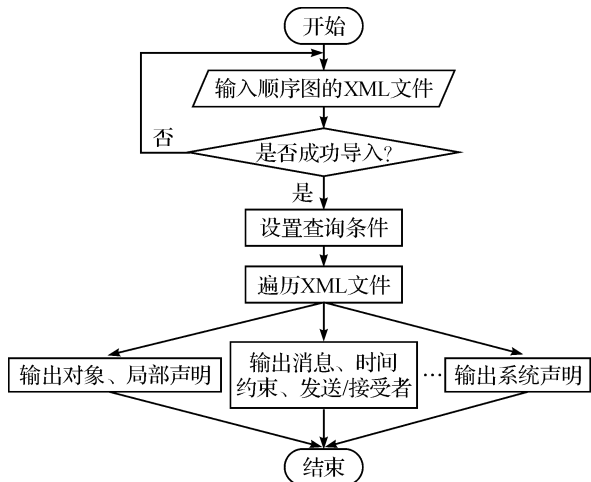 开始
输入顺序图的XML文件
否
是否成功导入?
是
设置查询条件
遍历XML文件
输出对象、局部声明
输出消息、时间
约束、发送/接受者
…
输出系统声明
结束